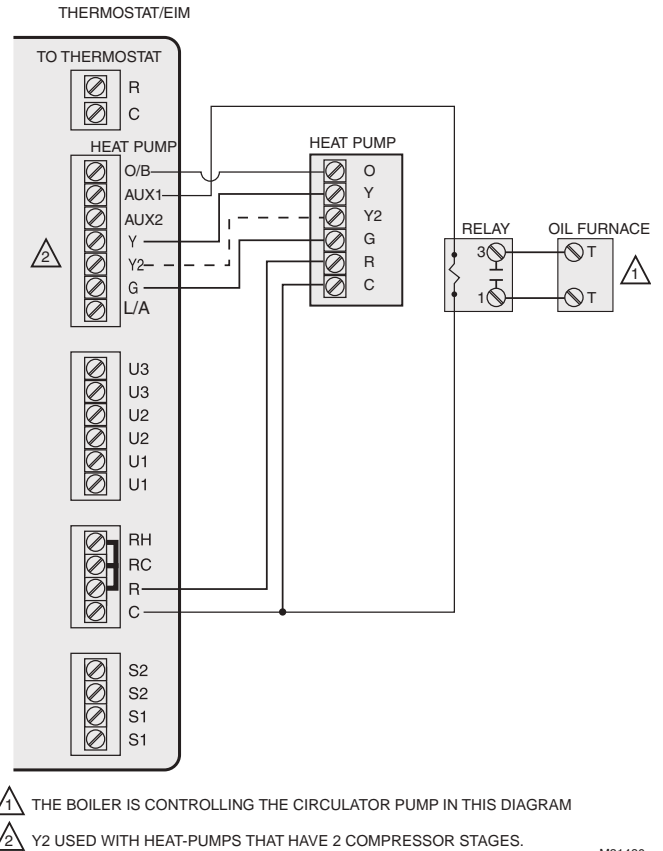 THERMOSTAT/EIM
TO THERMOSTAT
R
C
HEAT PUMP
O/B
AUX1
AUX2
Y
Y2
G
L/A
2
HEAT PUMP
O
Y
Y2
G
R
C
RELAY
3
1
OIL FURNACE
T
T
1
U3
U3
U2
U2
U1
U1
RH
RC
R
C
S2
S2
S1
S1
1 THE BOILER IS CONTROLLING THE CIRCULATOR PUMP IN THIS DIAGRAM
2 Y2 USED WITH HEAT-PUMPS THAT HAVE 2 COMPRESSOR STAGES.